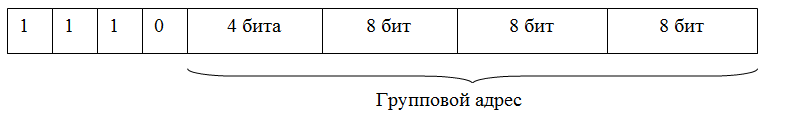 1 1 1 0 4 бита 8 бит 8 бит 8 бит
Групповой адрес